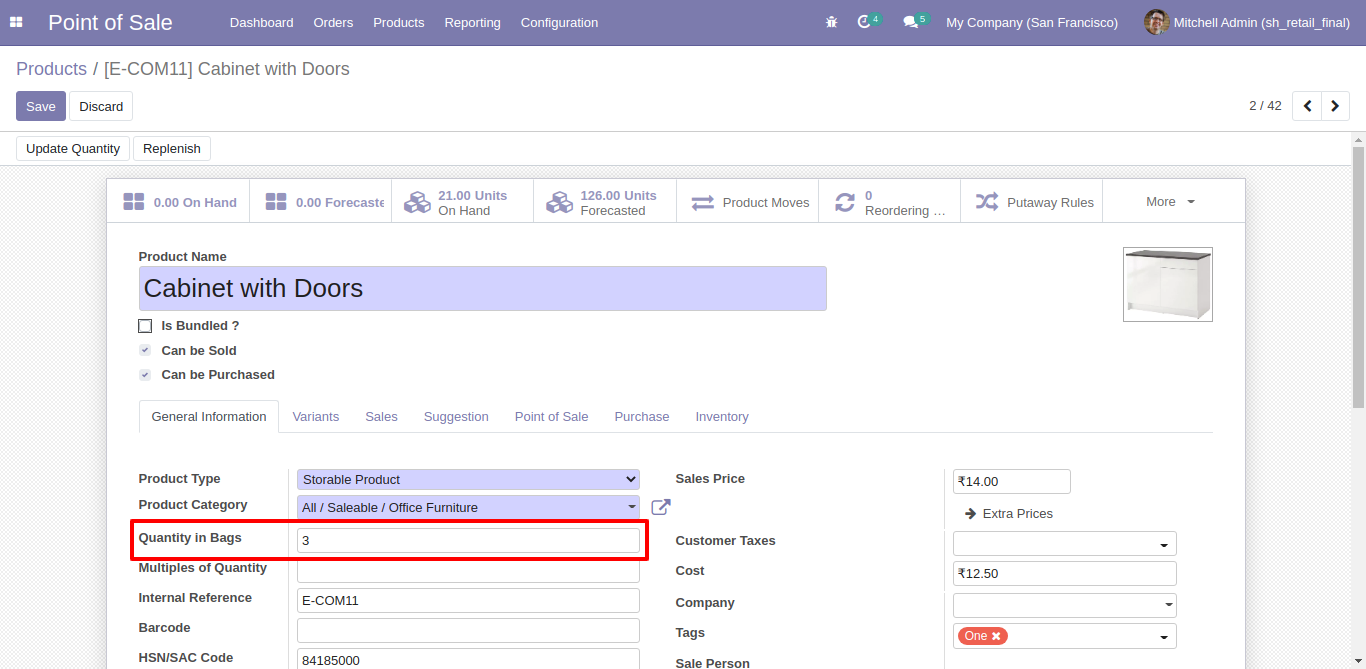 Point of Sale Dashboard Orders Products Reporting Configuration 4 5 My Company (San Francisco) Mitchell Admin (sh_retail_final)
Products / [E-COM11] Cabinet with Doors
Save Discard 2 / 42
Update Quantity Replenish
0.00 On Hand 0.00 Forecaste 21.00 Units On Hand 126.00 Units Forecasted Product Moves 0 Reordering ... Putaway Rules More
Product Name
Cabinet with Doors
Is Bundled ?
Can be Sold
Can be Purchased
General Information Variants Sales Suggestion Point of Sale Purchase Inventory
Product Type Storable Product
Product Category All / Saleable / Office Furniture
Quantity in Bags 3
Multiples of Quantity
Internal Reference E-COM11
Barcode
HSN/SAC Code 84185000
Sales Price ₹14.00
Extra Prices
Customer Taxes
Cost ₹12.50
Company
Tags One
Sale Person